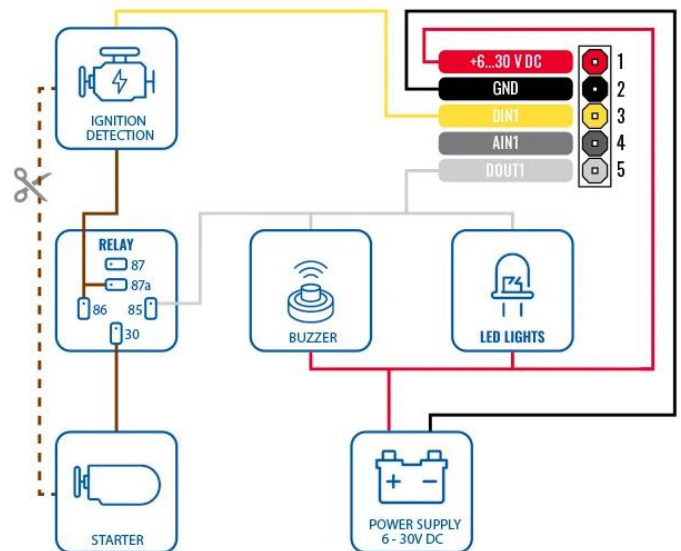 IGNITION
DETECTION
+6...30 V DC
1
GND
2
DIN1
3
AIN1
4
DOUT1
5
RELAY
87
87a
86
85
30
BUZZER
LED LIGHTS
STARTER
+ -
POWER SUPPLY
6 - 30V DC